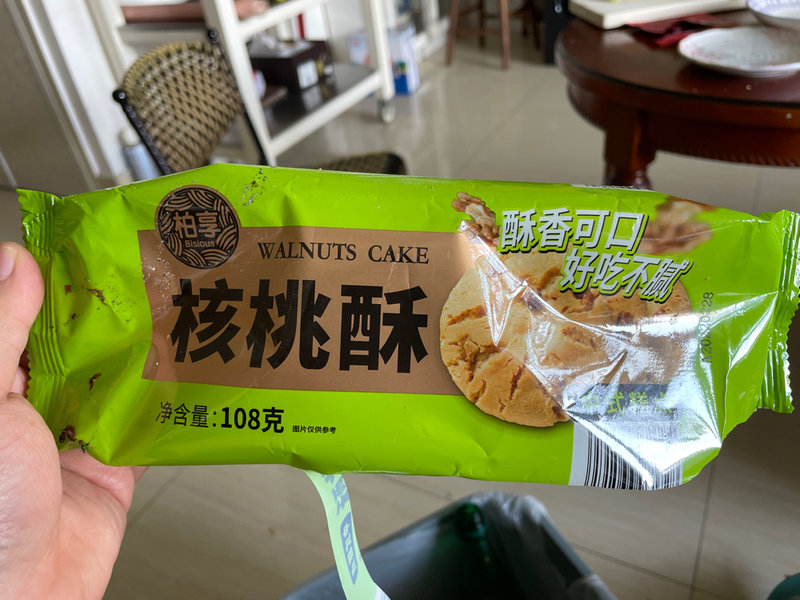 柏享
Bisious
WALNUTS CAKE
核桃酥
净含量:108克
图片仅供参考
酥香可口
好吃不腻